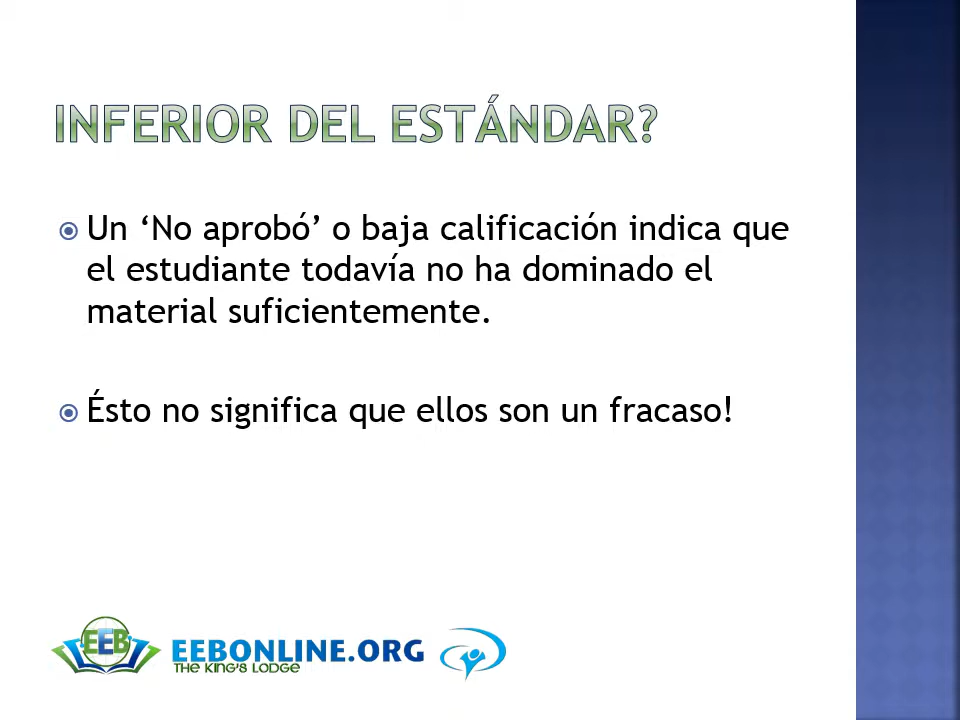 INFERIOR DEL ESTÁNDAR?
Un ‘No aprobó’ o baja calificación indica que
el estudiante todavía no ha dominado el
material suficientemente.
Ésto no significa que ellos son un fracaso!
EEB
EEBONLINE.ORG
THE KING'S LODGE